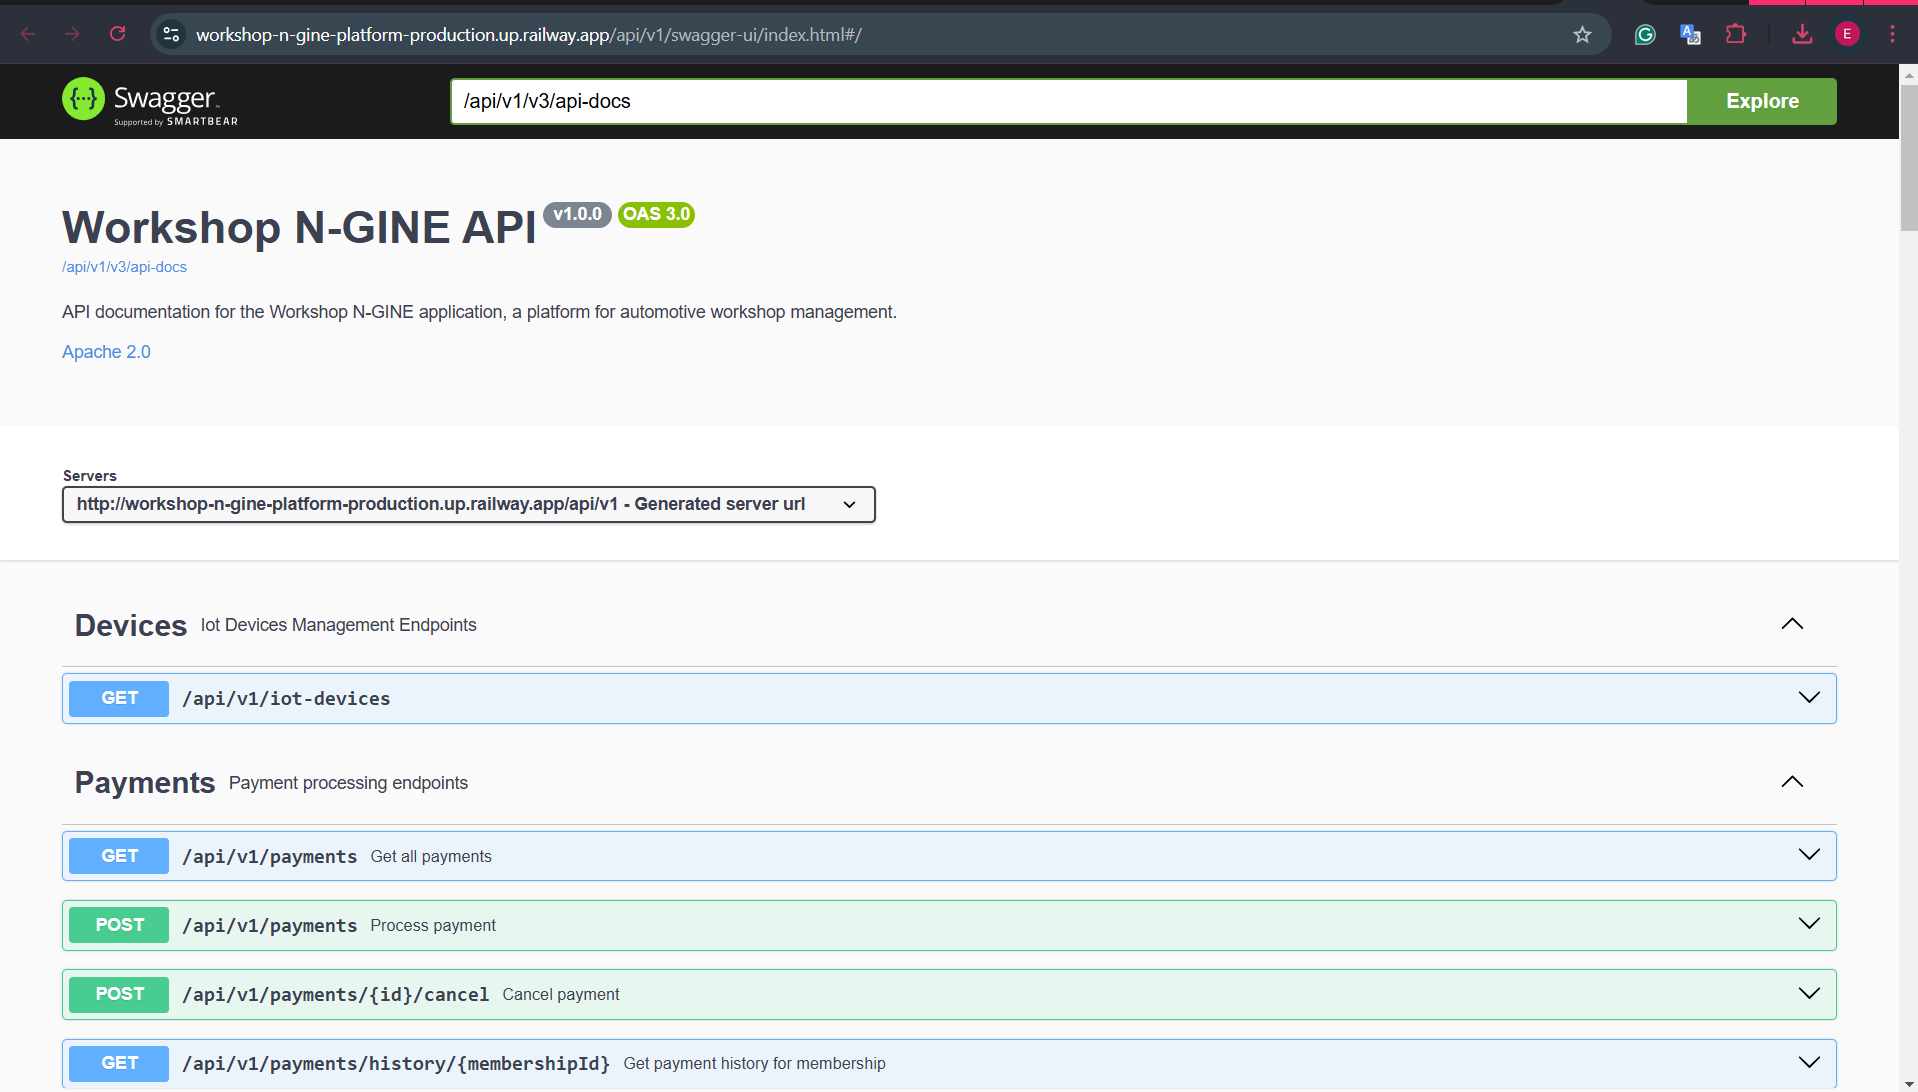 workshop-n-gine-platform-production.up.railway.app/api/v1/swagger-ui/index.html#/
E
{···} Swagger
Supported by SMARTBEAR
/api/v1/v3/api-docs
Explore
Workshop N-GINE API v1.0.0 OAS 3.0
/api/v1/v3/api-docs
API documentation for the Workshop N-GINE application, a platform for automotive workshop management.
Apache 2.0
Servers
http://workshop-n-gine-platform-production.up.railway.app/api/v1 - Generated server url
Devices Iot Devices Management Endpoints
GET /api/v1/iot-devices
Payments Payment processing endpoints
GET /api/v1/payments Get all payments
POST /api/v1/payments Process payment
POST /api/v1/payments/{id}/cancel Cancel payment
GET /api/v1/payments/history/{membershipId} Get payment history for membership